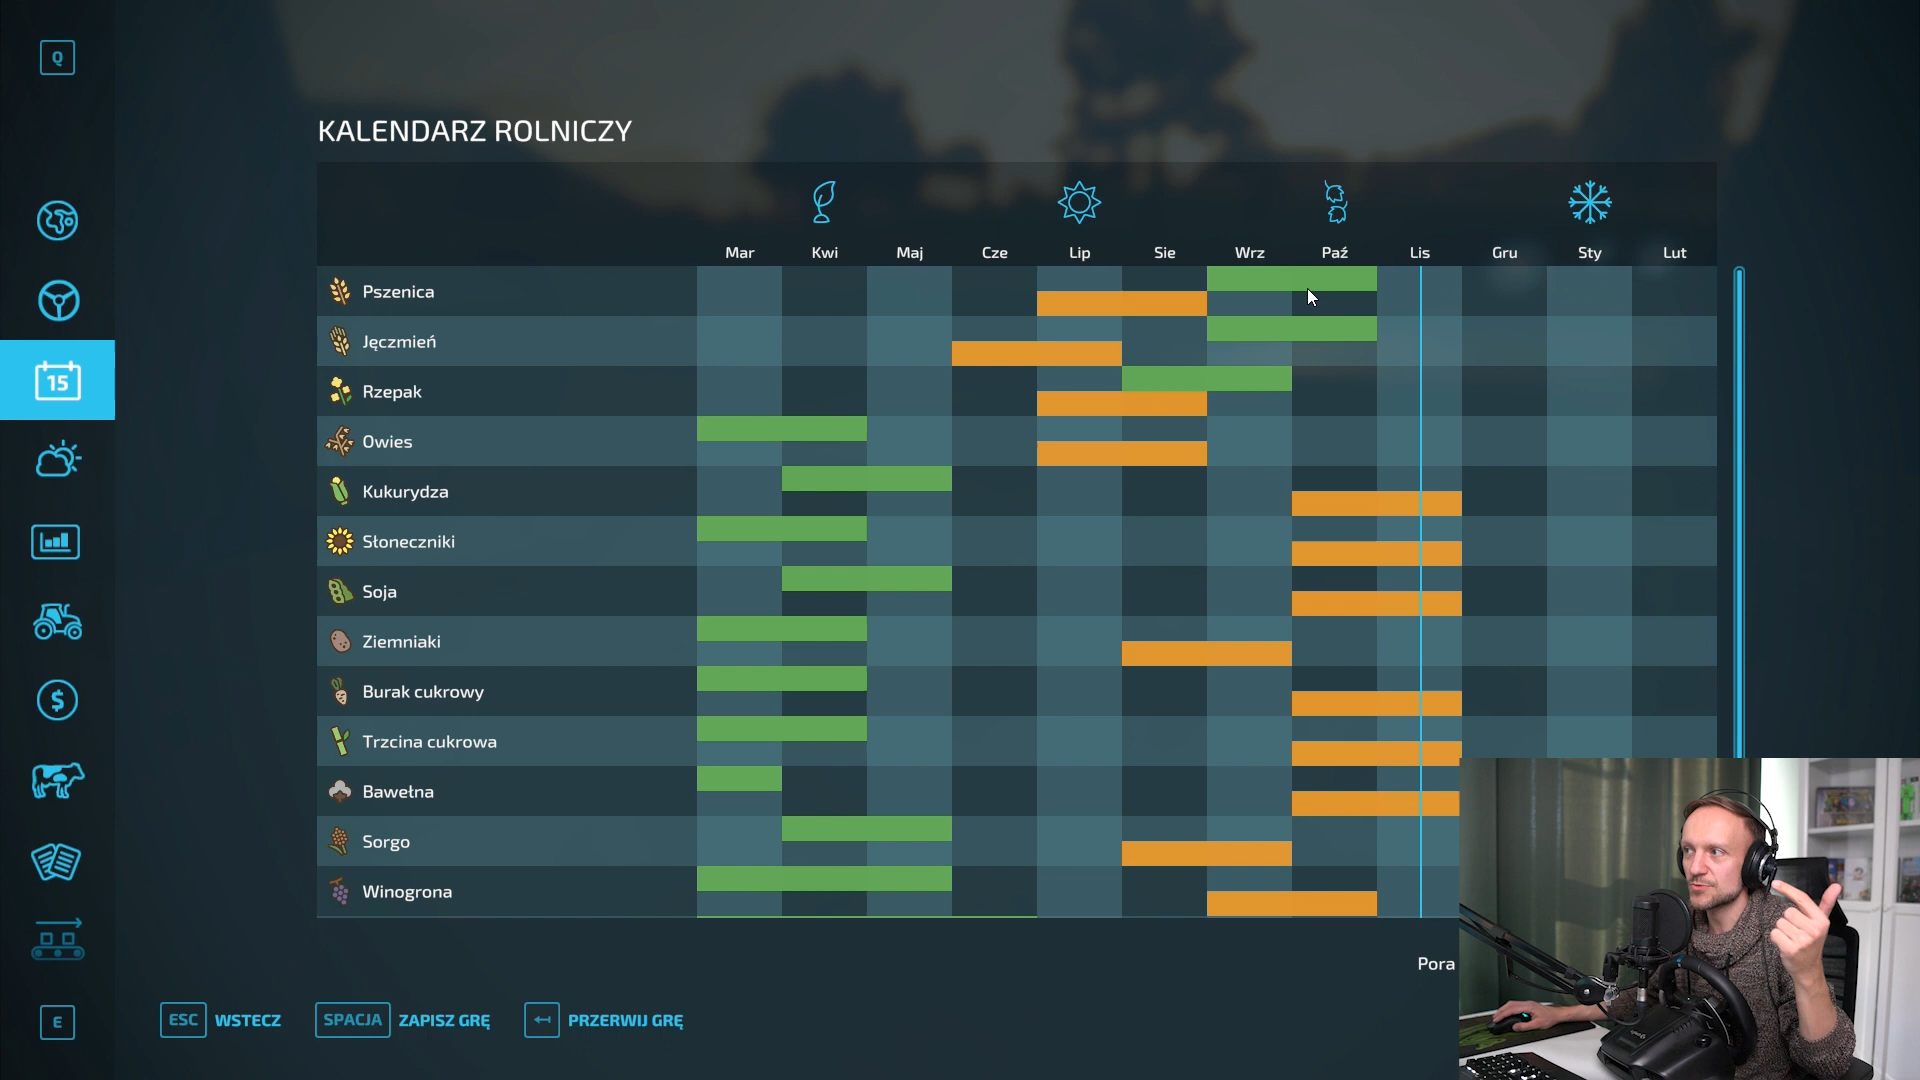 Q
KALENDARZ ROLNICZY
Mar Kwi Maj Cze Lip Sie Wrz Paź Lis Gru Sty Lut
Pszenica
Jęczmień
Rzepak
15
Owies
Kukurydza
Słoneczniki
Soja
Ziemniaki
Burak cukrowy
$
Trzcina cukrowa
Bawełna
Sorgo
Winogrona
Pora
E
ESC WSTECZ SPACJA ZAPISZ GRĘ PRZERWIJ GRĘ